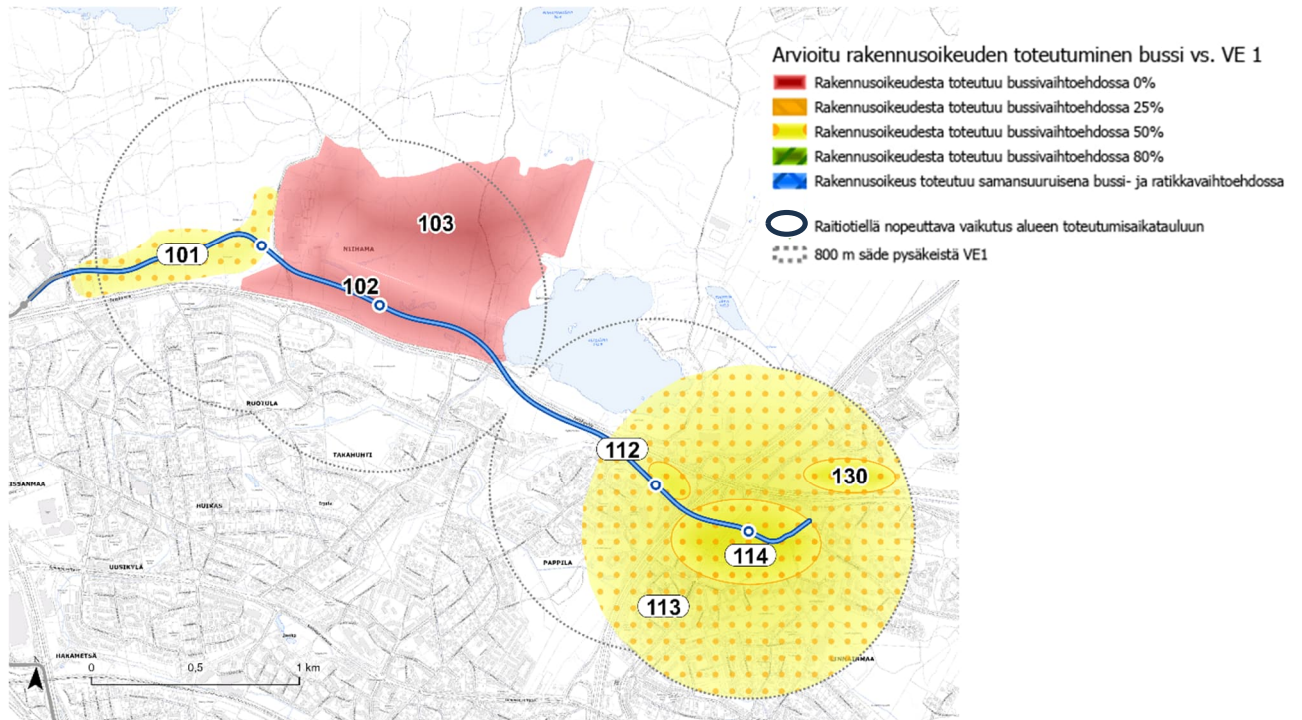 Arvioitu rakennusoikeuden toteutuminen bussi vs. VE 1
Rakennusoikeudesta toteutuu bussivaihtoehdossa 0%
Rakennusoikeudesta toteutuu bussivaihtoehdossa 25%
Rakennusoikeudesta toteutuu bussivaihtoehdossa 50%
Rakennusoikeudesta toteutuu bussivaihtoehdossa 80%
Rakennusoikeus toteutuu samansuuruisena bussi- ja ratikkavaihtoehdossa
Raitiotiellä nopeuttava vaikutus alueen toteutumisaikatauluun
800 m säde pysäkeistä VE1
103
NIIHAMA
101
102
RUOTULA
112
TAKAHUHTI
130
HUIKAS
114
PAPPILA
UUSIKYLÄ
113
HAKAMETSÄ
0 0,5 1 km